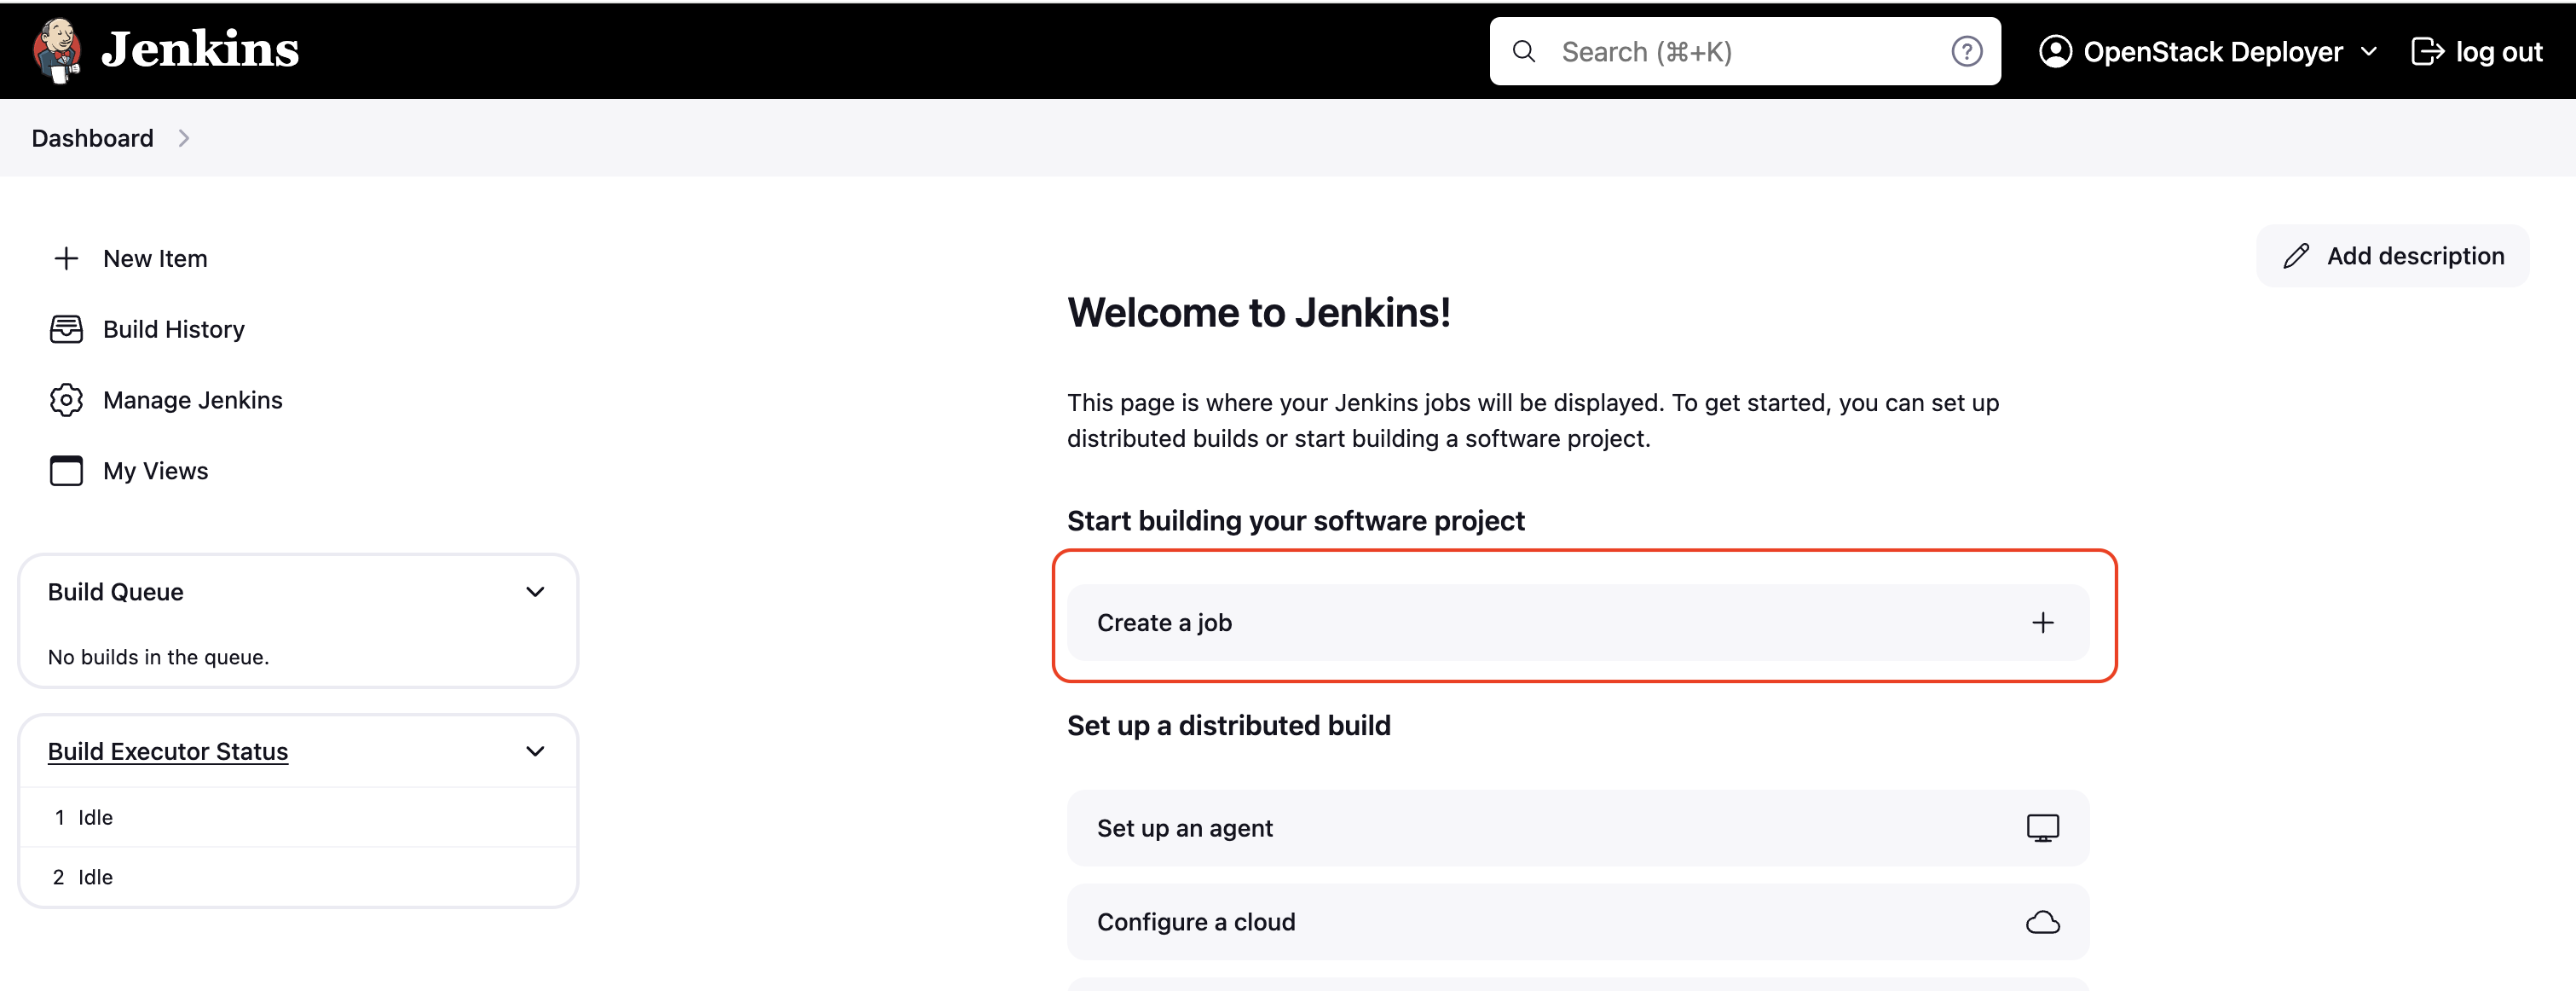 Jenkins
Search (⌘+K)
OpenStack Deployer
log out
Dashboard
New Item
Build History
Manage Jenkins
My Views
Build Queue
No builds in the queue.
Build Executor Status
1 Idle
2 Idle
Add description
Welcome to Jenkins!
This page is where your Jenkins jobs will be displayed. To get started, you can set up
distributed builds or start building a software project.
Start building your software project
Create a job
Set up a distributed build
Set up an agent
Configure a cloud